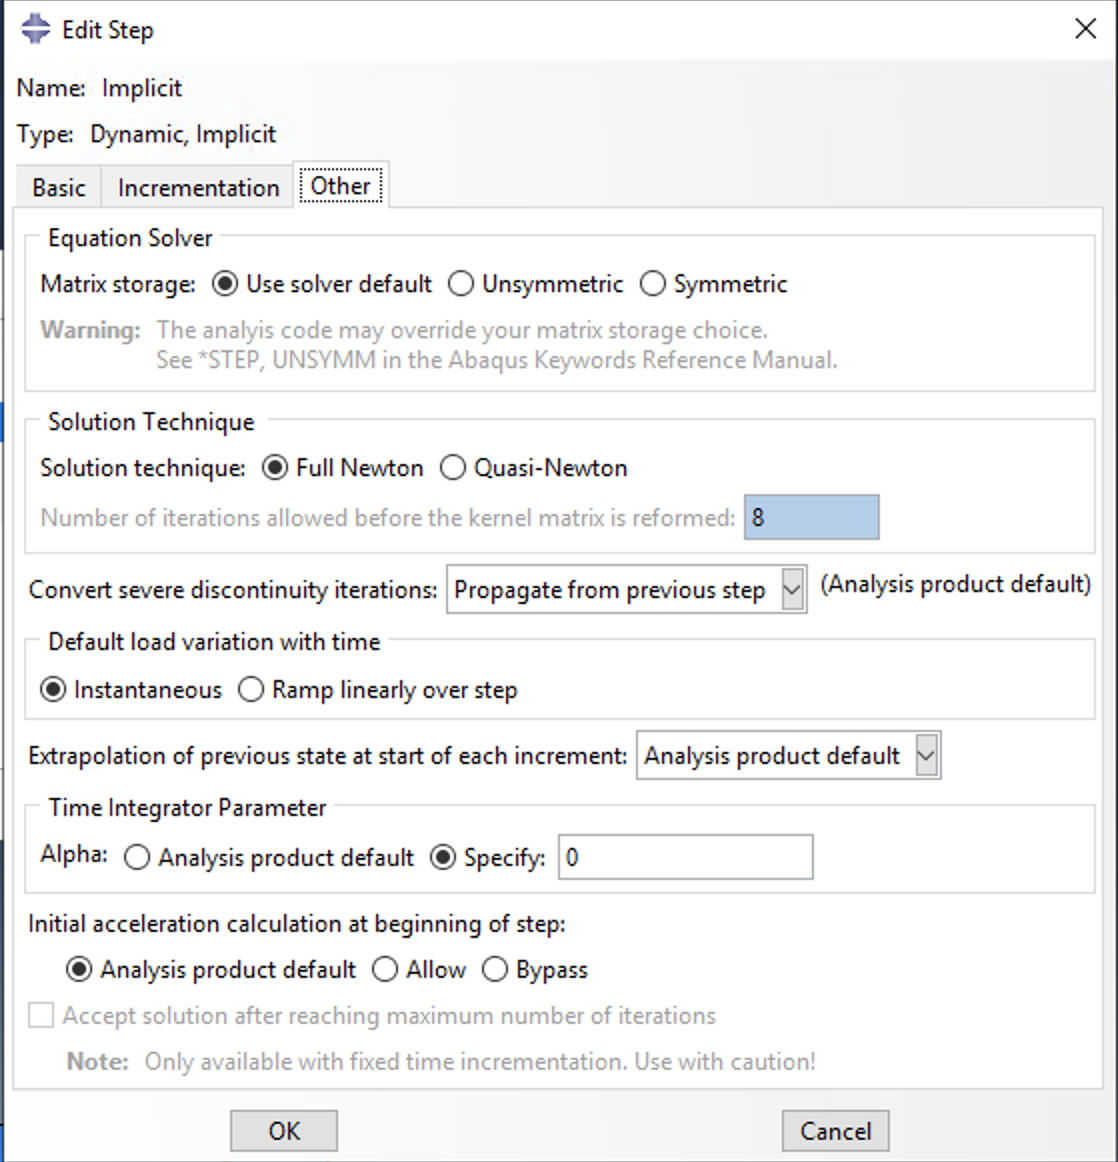 Edit Step
Name: Implicit
Type: Dynamic, Implicit
Basic Incrementation Other
Equation Solver
Matrix storage: Use solver default Unsymmetric Symmetric
Warning: The analyis code may override your matrix storage choice.
See *STEP, UNSYMM in the Abaqus Keywords Reference Manual.
Solution Technique
Solution technique: Full Newton Quasi-Newton
Number of iterations allowed before the kernel matrix is reformed: 8
Convert severe discontinuity iterations: Propagate from previous step (Analysis product default)
Default load variation with time
Instantaneous Ramp linearly over step
Extrapolation of previous state at start of each increment: Analysis product default
Time Integrator Parameter
Alpha: Analysis product default Specify: 0
Initial acceleration calculation at beginning of step:
Analysis product default Allow Bypass
Accept solution after reaching maximum number of iterations
Note: Only available with fixed time incrementation. Use with caution!
OK Cancel